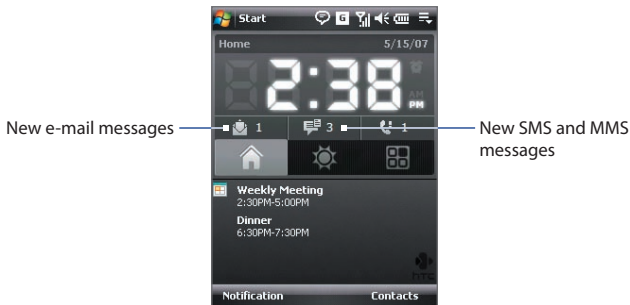 Start
G
Home 5/15/07
2:38
AM
PM
1 3 1
New e-mail messages
New SMS and MMS
messages
Weekly Meeting
2:30PM-5:00PM
Dinner
6:30PM-7:30PM
hTC
Notification Contacts